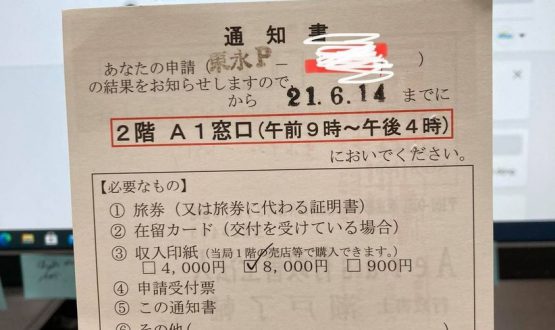 通 知 書
あなたの申請(東永P－ )
の結果をお知らせしますので、
から 21.6.14 までに
2階 A1窓口(午前9時～午後4時)
においでください。
【必要なもの】
① 旅券(又は旅券に代わる証明書)
② 在留カード(交付を受けている場合)
③ 収入印紙(当局1階の売店等で購入できます。)
□ 4,000円 ☑ 8,000円 □ 900円
④ 申請受付票
⑤ この通知書
⑥ その他(